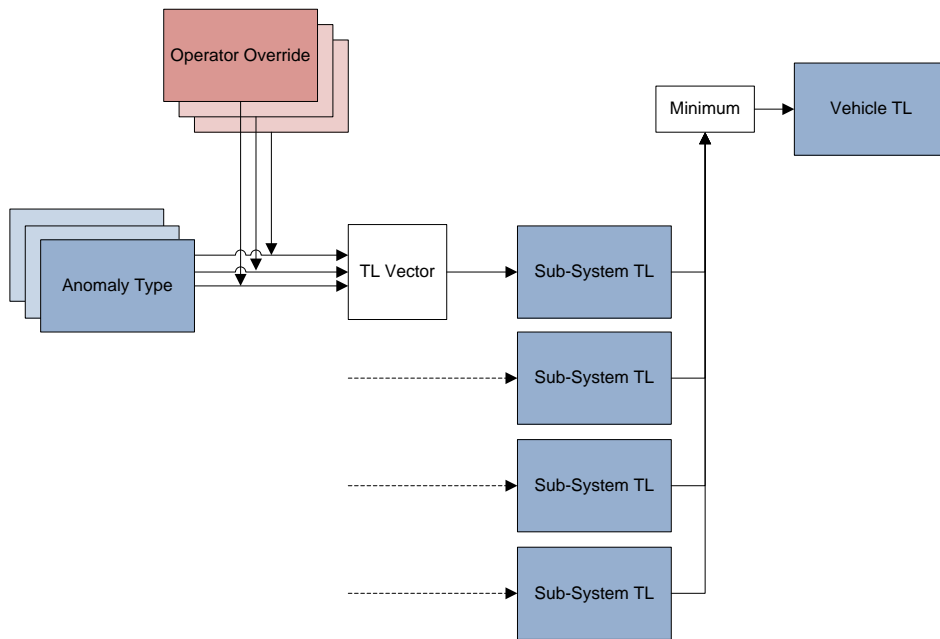 Operator Override
Minimum
Vehicle TL
Anomaly Type
TL Vector
Sub-System TL
Sub-System TL
Sub-System TL
Sub-System TL